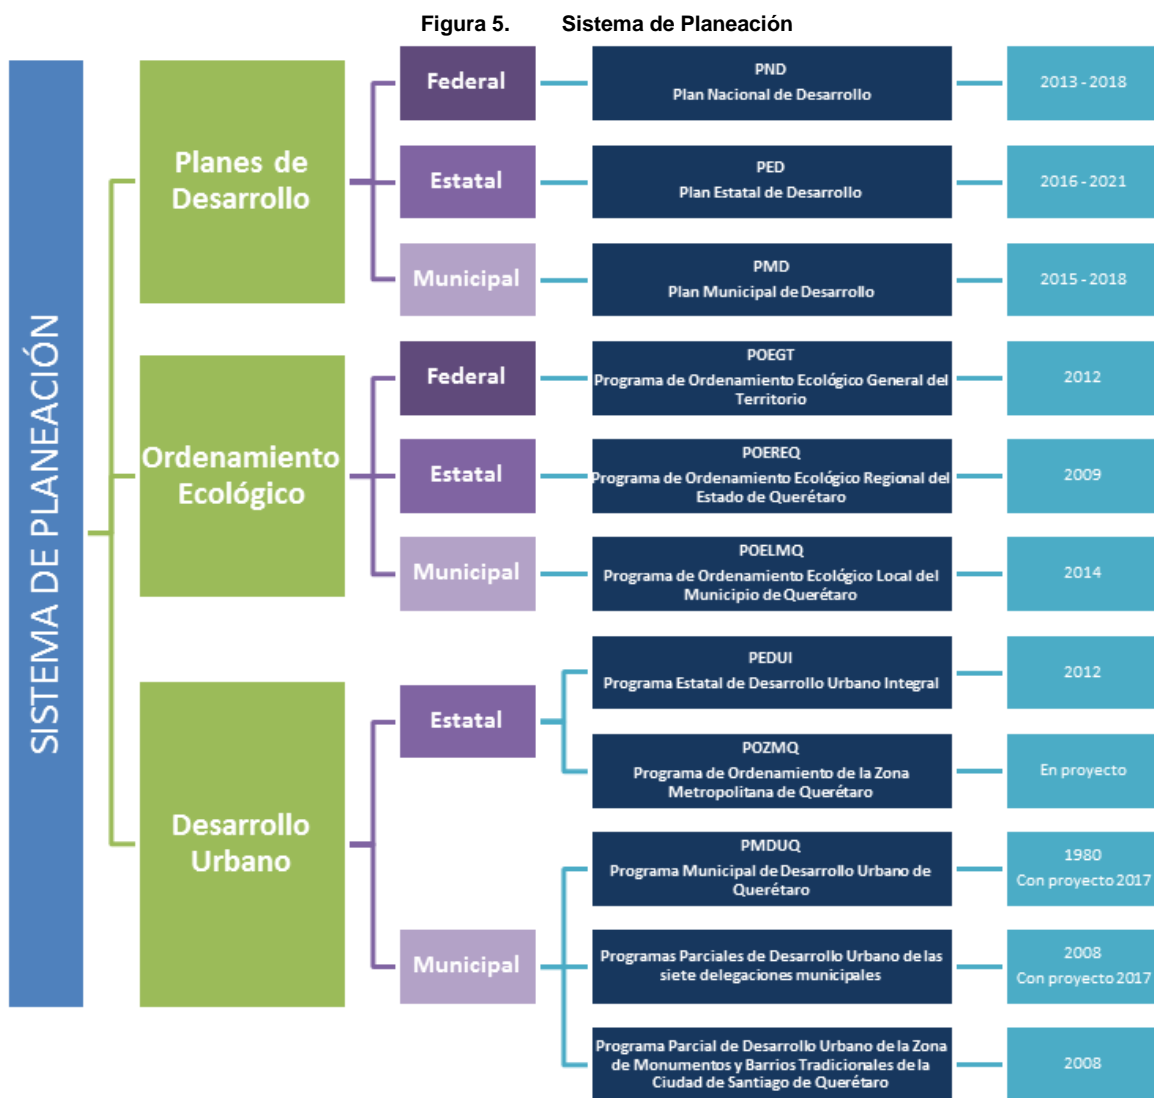 Figura 5. Sistema de Planeación
SISTEMA DE PLANEACIÓN
Planes de
Desarrollo
Federal
PND
Plan Nacional de Desarrollo
2013 - 2018
Estatal
PED
Plan Estatal de Desarrollo
2016 - 2021
Municipal
PMD
Plan Municipal de Desarrollo
2015 - 2018
Ordenamiento
Ecológico
Federal
POEGT
Programa de Ordenamiento Ecológico General del
Territorio
2012
Estatal
POEREQ
Programa de Ordenamiento Ecológico Regional del
Estado de Querétaro
2009
Municipal
POELMQ
Programa de Ordenamiento Ecológico Local del
Municipio de Querétaro
2014
Desarrollo
Urbano
Estatal
PEDUI
Programa Estatal de Desarrollo Urbano Integral
2012
POZMQ
Programa de Ordenamiento de la Zona
Metropolitana de Querétaro
En proyecto
Municipal
PMDUQ
Programa Municipal de Desarrollo Urbano de
Querétaro
1980
Con proyecto 2017
Programas Parciales de Desarrollo Urbano de las
siete delegaciones municipales
2008
Con proyecto 2017
Programa Parcial de Desarrollo Urbano de la Zona
de Monumentos y Barrios Tradicionales de la
Ciudad de Santiago de Querétaro
2008